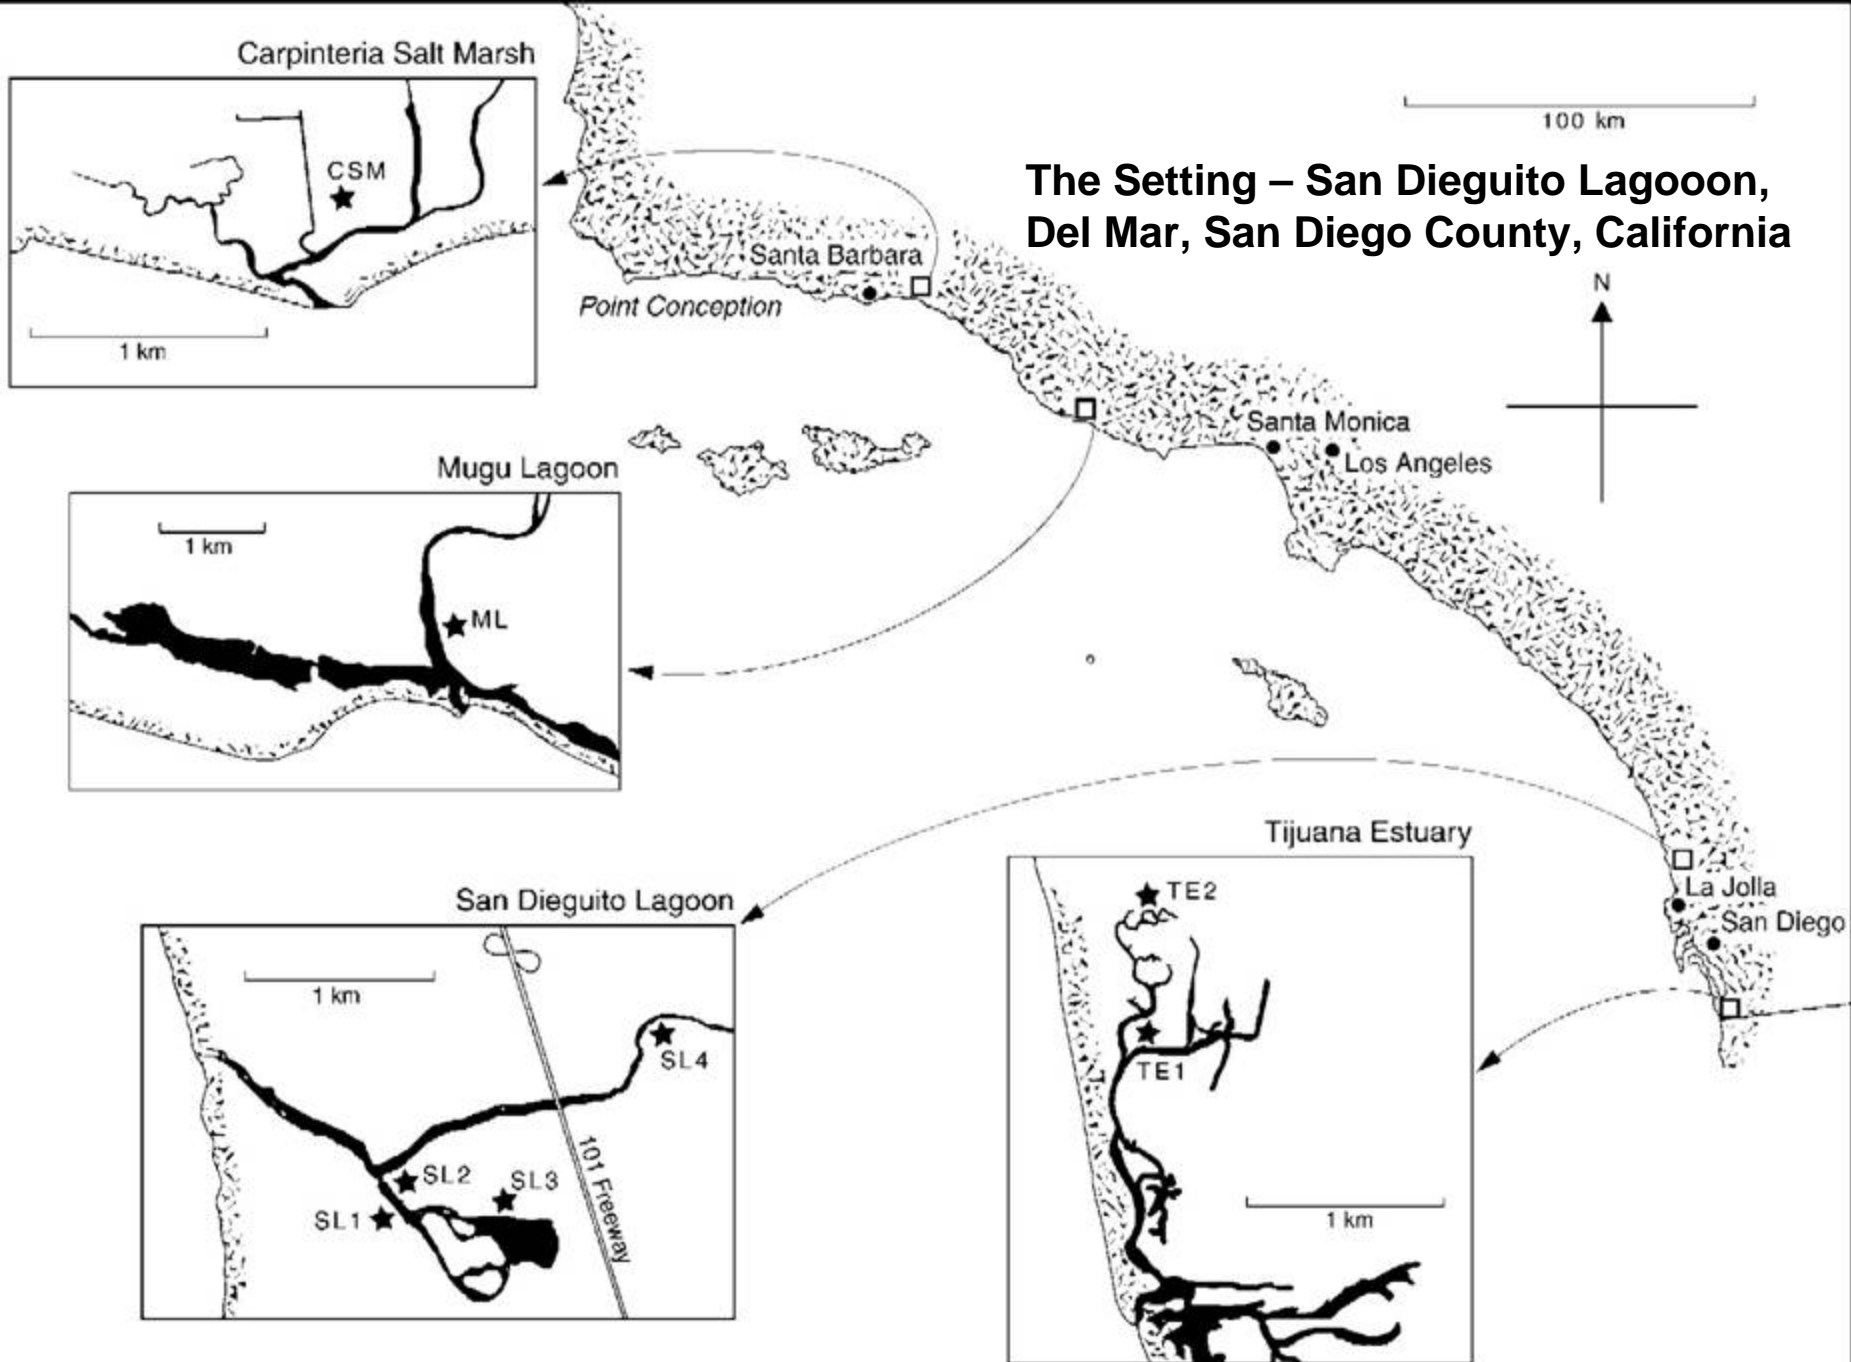 Carpinteria Salt Marsh
CSM
1 km
100 km
The Setting – San Dieguito Lagooon,
Del Mar, San Diego County, California
N
Santa Barbara
Point Conception
Santa Monica
Los Angeles
Mugu Lagoon
1 km
ML
La Jolla
San Diego
San Dieguito Lagoon
1 km
SL4
SL2
SL3
SL1
101 Freeway
Tijuana Estuary
TE2
TE1
1 km